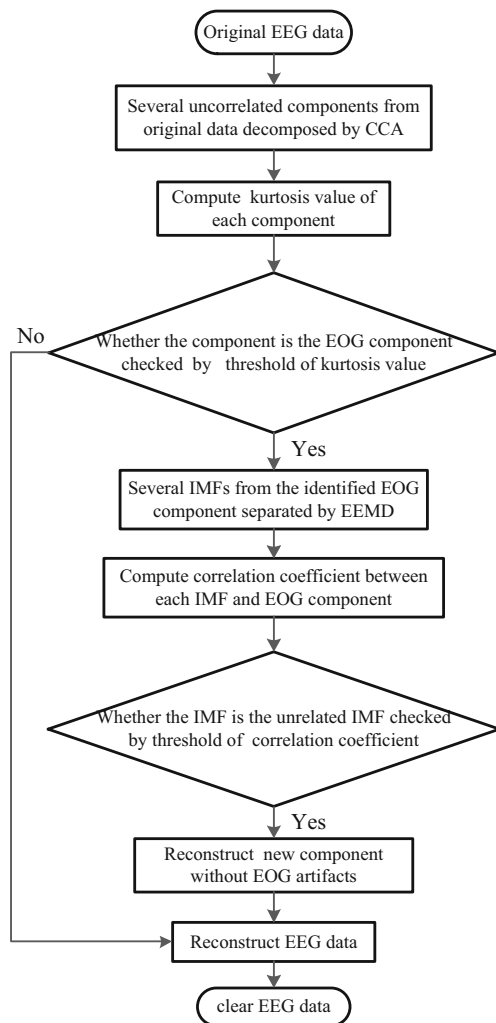 Original EEG data
Several uncorrelated components from
original data decomposed by CCA
Compute kurtosis value of
each component
No
Whether the component is the EOG component
checked by threshold of kurtosis value
Yes
Several IMFs from the identified EOG
component separated by EEMD
Compute correlation coefficient between
each IMF and EOG component
Whether the IMF is the unrelated IMF checked
by threshold of correlation coefficient
Yes
Reconstruct new component
without EOG artifacts
Reconstruct EEG data
clear EEG data